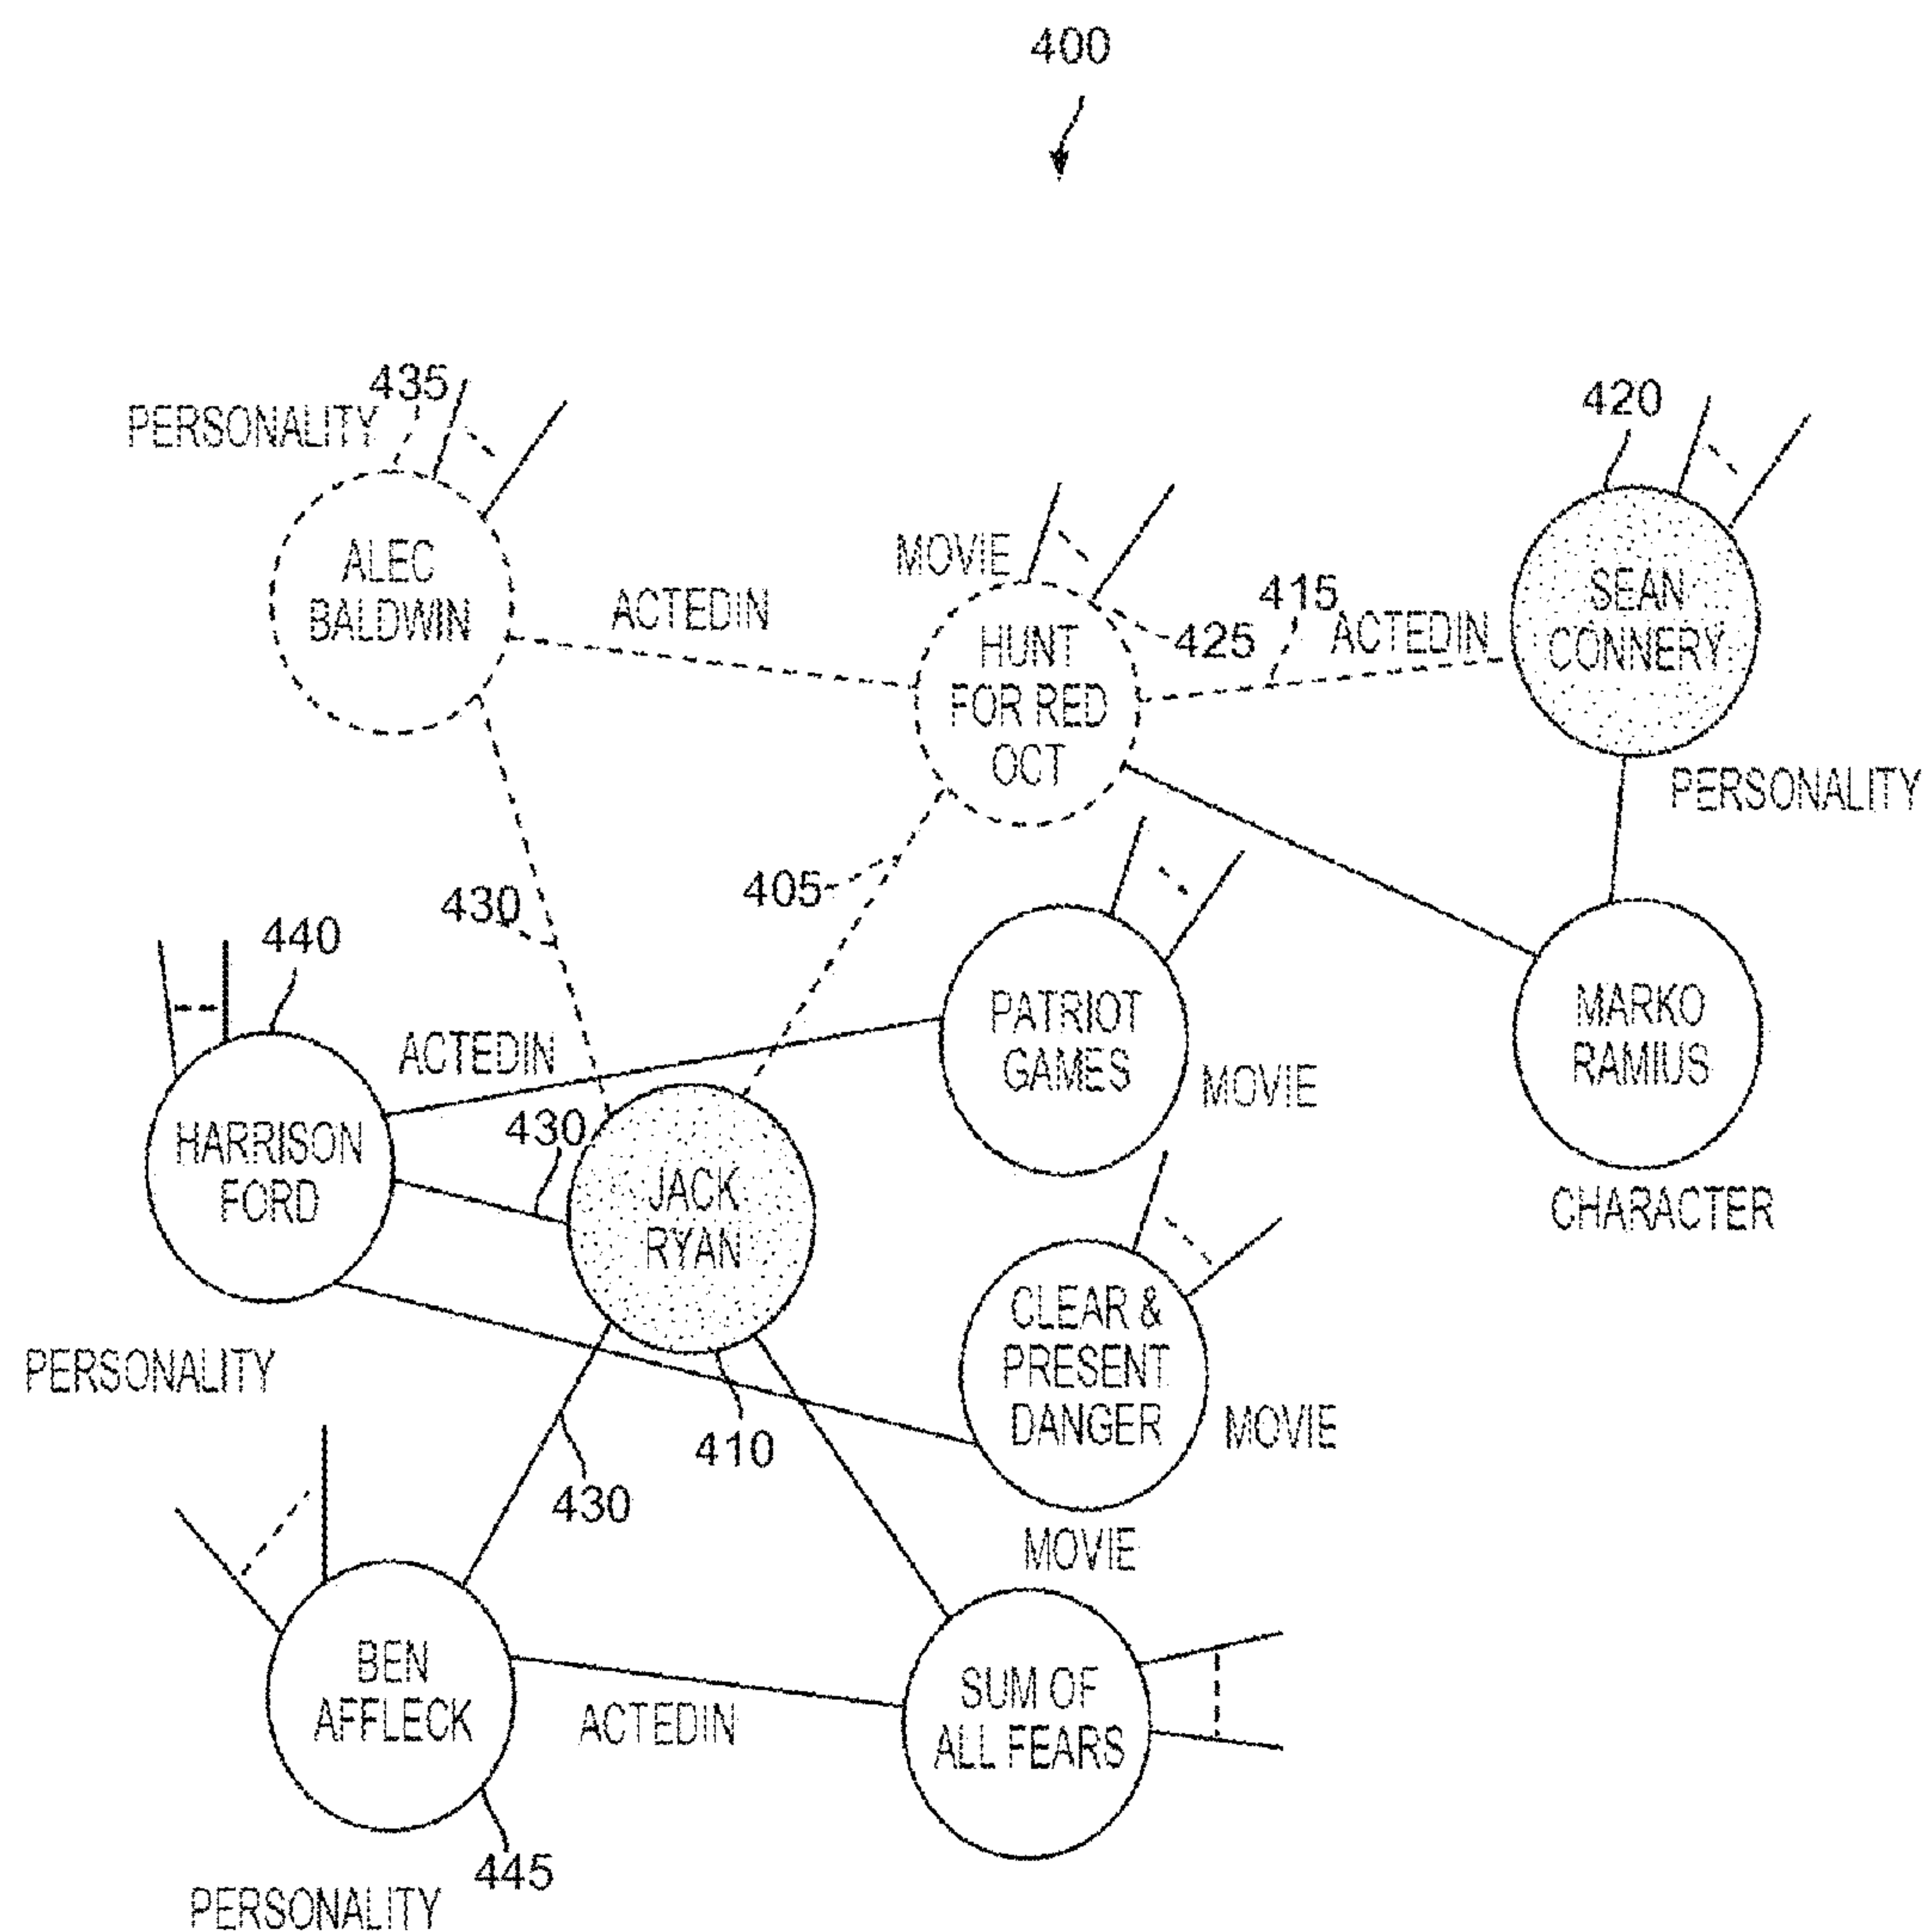 400
435
PERSONALITY
420
ALEC
BALDWIN
ACTEDIN
MOVIE
HUNT
FOR RED
OCT
425
415
ACTEDIN
SEAN
CONNERY
PERSONALITY
430
405
440
ACTEDIN
PATRIOT
GAMES
MOVIE
MARKO
RAMIUS
CHARACTER
HARRISON
FORD
430
JACK
RYAN
PERSONALITY
CLEAR &
PRESENT
DANGER
MOVIE
410
430
MOVIE
BEN
AFFLECK
ACTEDIN
SUM OF
ALL FEARS
445
PERSONALITY